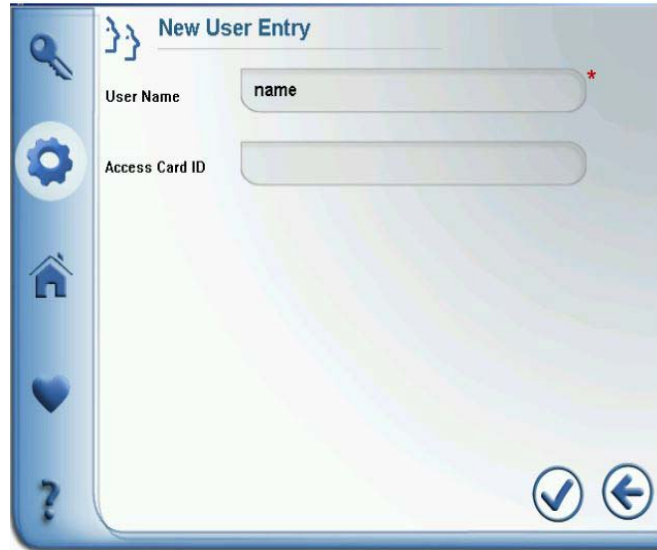 New User Entry
User Name
name
*
Access Card ID
?